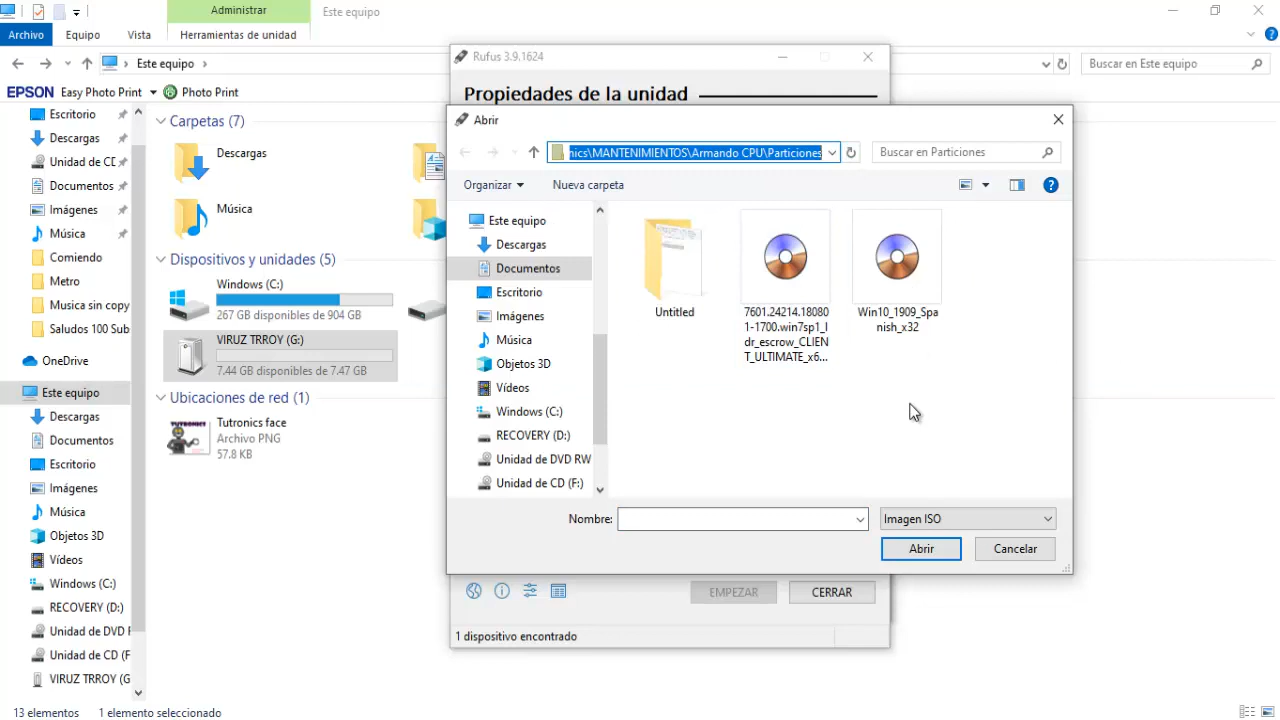 Administrar
Este equipo
Archivo
Equipo
Vista
Herramientas de unidad
Este equipo
Buscar en Este equipo
EPSON Easy Photo Print
Photo Print
Escritorio
Descargas
Unidad de CD
Documentos
Imágenes
Música
Comiendo
Metro
Musica sin copy
Saludos 100 Sub
OneDrive
Este equipo
Descargas
Documentos
Escritorio
Imágenes
Música
Objetos 3D
Vídeos
Windows (C:)
RECOVERY (D:)
Unidad de DVD
Unidad de CD (F
VIRUZ TRROY (G
Carpetas (7)
Descargas
Música
Dispositivos y unidades (5)
Windows (C:)
267 GB disponibles de 904 GB
VIRUZ TRROY (G:)
7.44 GB disponibles de 7.47 GB
Ubicaciones de red (1)
Tutronics face
Archivo PNG
57.8 KB
Rufus 3.9.1624
Propiedades de la unidad
Abrir
nics\MANTENIMIENTOS\Armando CPU\Particiones
Buscar en Particiones
Organizar
Nueva carpeta
Este equipo
Descargas
Documentos
Escritorio
Imágenes
Música
Objetos 3D
Vídeos
Windows (C:)
RECOVERY (D:)
Unidad de DVD RW
Unidad de CD (F:)
Untitled
7601.24214.18080
1-1700.win7sp1_l
dr_escrow_CLIEN
T_ULTIMATE_x6...
Win10_1909_Spa
nish_x32
Nombre:
Imagen ISO
Abrir
Cancelar
EMPEZAR
CERRAR
1 dispositivo encontrado
13 elementos
1 elemento seleccionado